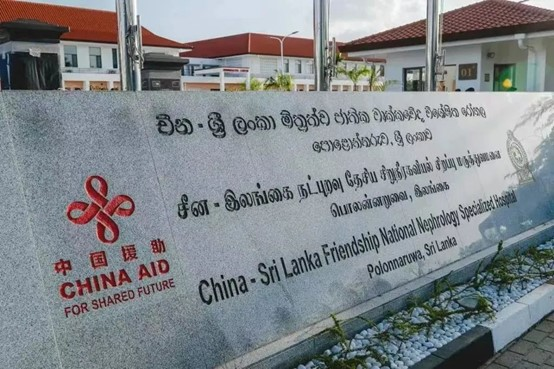 චීන - ශ්‍රී ලංකා මිත්‍රත්ව ජාතික වකුගඩුවේද විශේෂිත රෝහල
පොළොන්නරුව, ශ්‍රී ලංකාව
சீன - இலங்கை நட்புறவு தேசிய சிறுநீரகவியல் சிறப்பு மருத்துவமனை
பொலன்னறுவை, இலங்கை
China - Sri Lanka Friendship National Nephrology Specialized Hospital
Polonnaruwa, Sri Lanka
中国援助
CHINA AID
FOR SHARED FUTURE
01